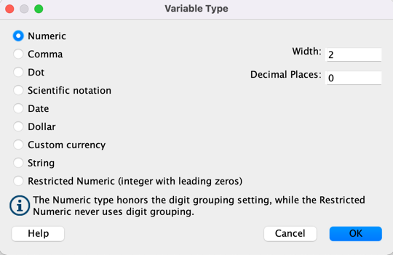 Variable Type
Numeric
Comma
Dot
Scientific notation
Date
Dollar
Custom currency
String
Restricted Numeric (integer with leading zeros)
Width: 2
Decimal Places: 0
The Numeric type honors the digit grouping setting, while the Restricted
Numeric never uses digit grouping.
Help
Cancel
OK